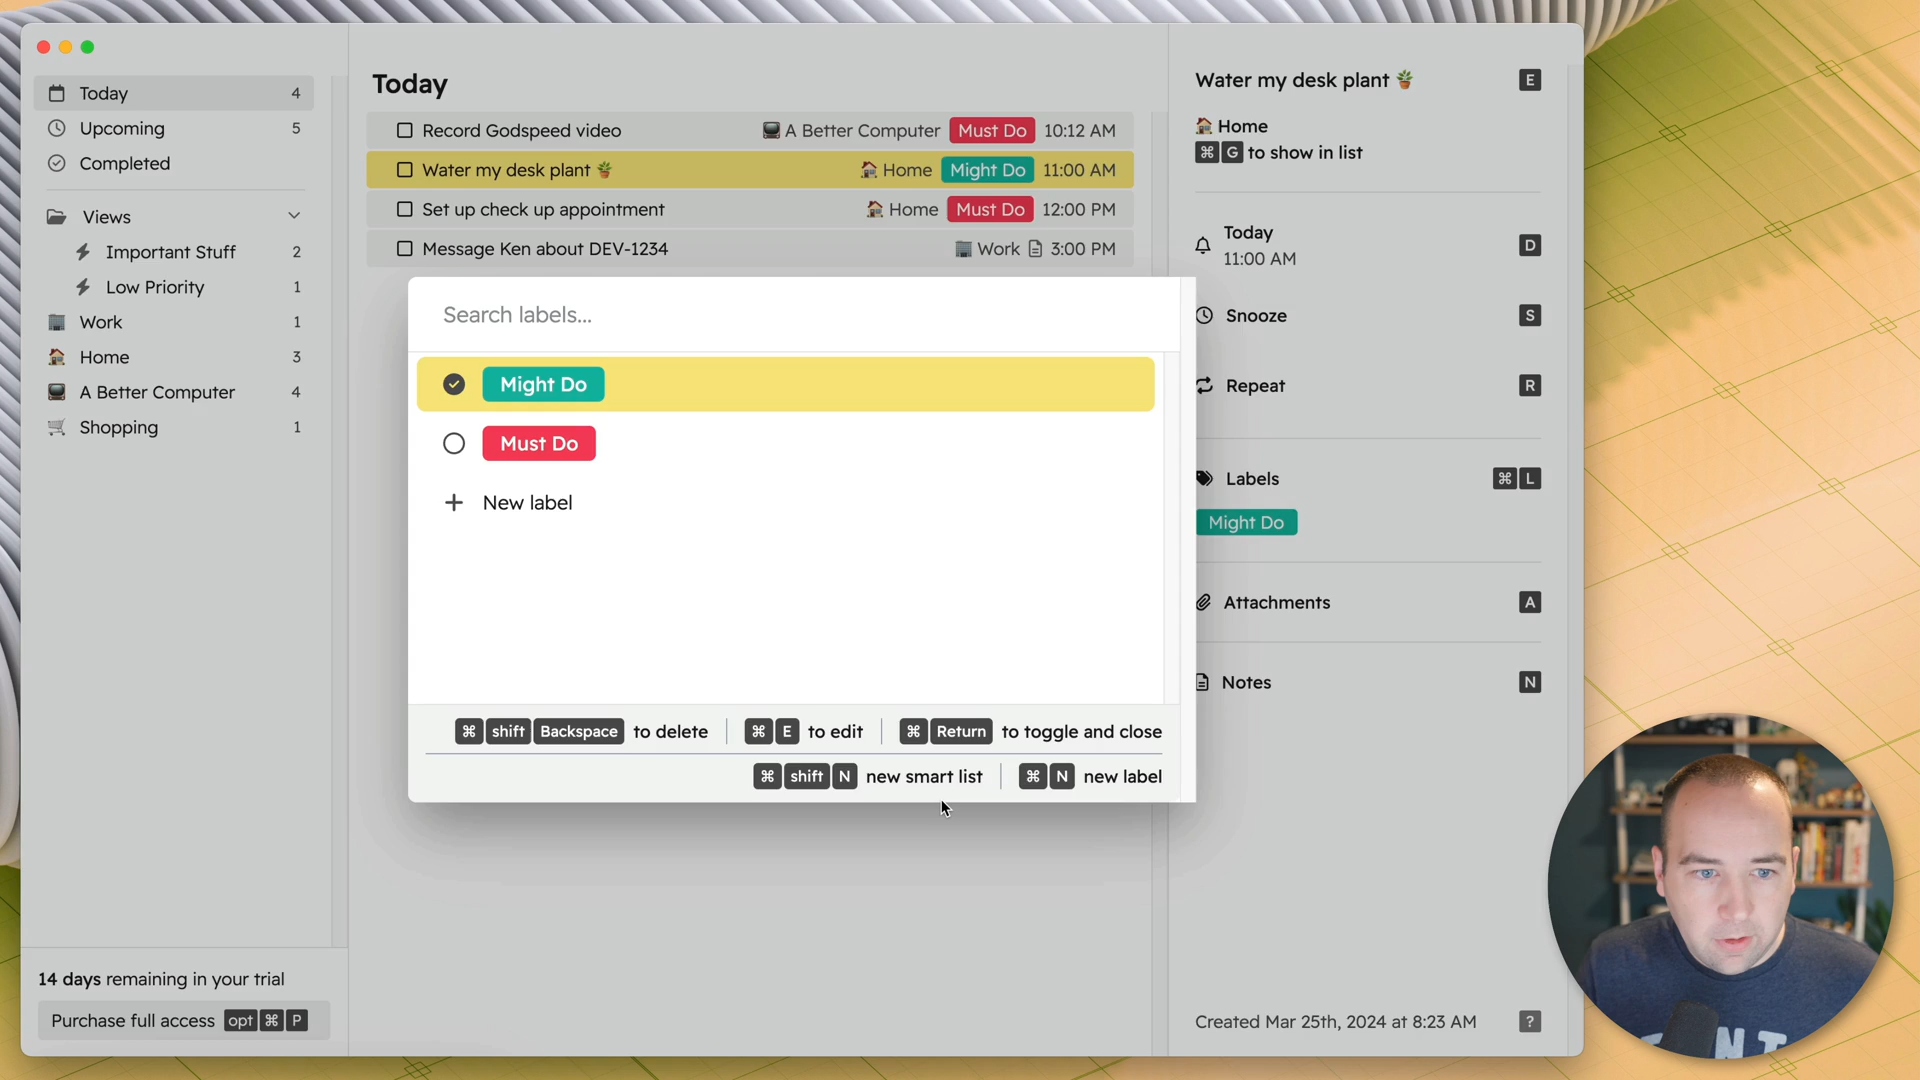 Today 4
Upcoming 5
Completed
Views
Important Stuff 2
Low Priority 1
Work 1
Home 3
A Better Computer 4
Shopping 1
14 days remaining in your trial
Purchase full access opt ⌘ P
Today
Record Godspeed video A Better Computer Must Do 10:12 AM
Water my desk plant Home Might Do 11:00 AM
Set up check up appointment Home Must Do 12:00 PM
Message Ken about DEV-1234 Work 3:00 PM
Search labels...
Might Do
Must Do
+ New label
⌘ shift Backspace to delete ⌘ E to edit ⌘ Return to toggle and close
⌘ shift N new smart list ⌘ N new label
Water my desk plant E
Home
⌘ G to show in list
Today
11:00 AM D
Snooze S
Repeat R
Labels ⌘ L
Might Do
Attachments A
Notes N
Created Mar 25th, 2024 at 8:23 AM ?